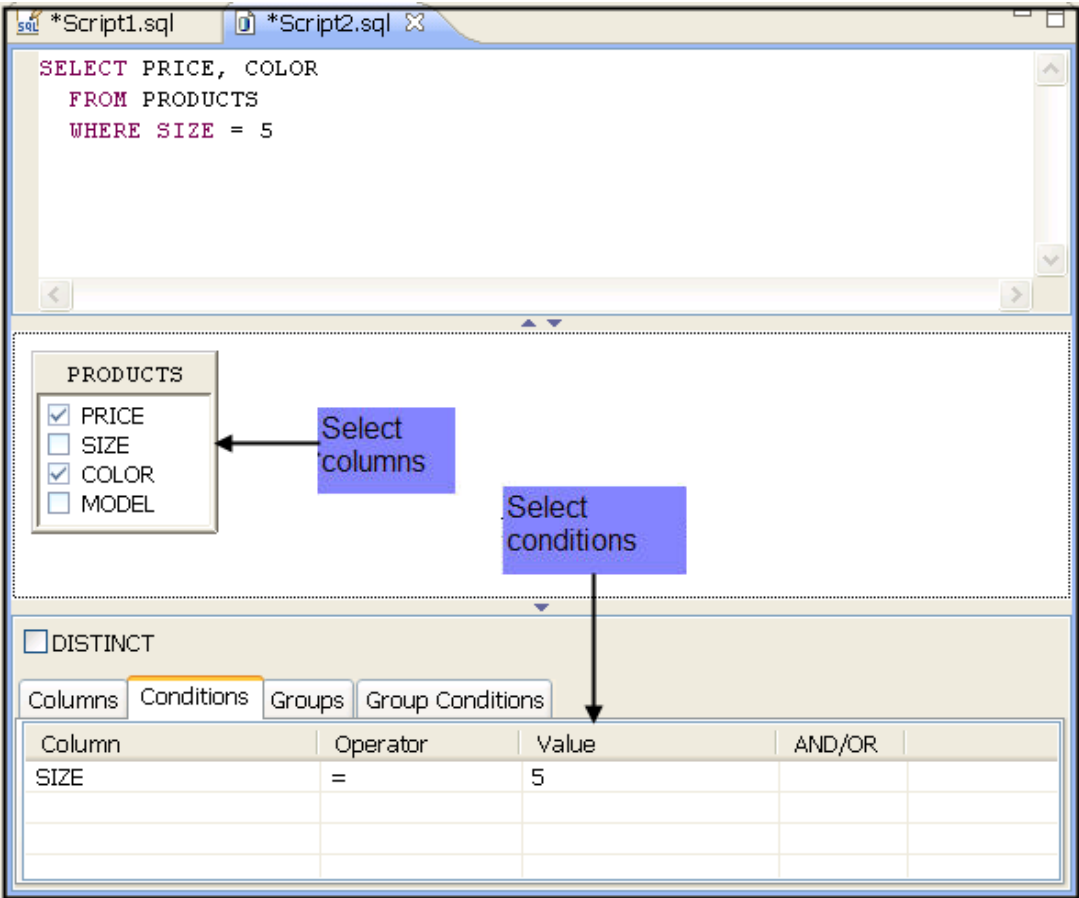 *Script1.sql *Script2.sql
SELECT PRICE, COLOR
FROM PRODUCTS
WHERE SIZE = 5
PRODUCTS
PRICE
SIZE
COLOR
MODEL
Select
columns
Select
conditions
DISTINCT
Columns Conditions Groups Group Conditions
Column Operator Value AND/OR
SIZE = 5